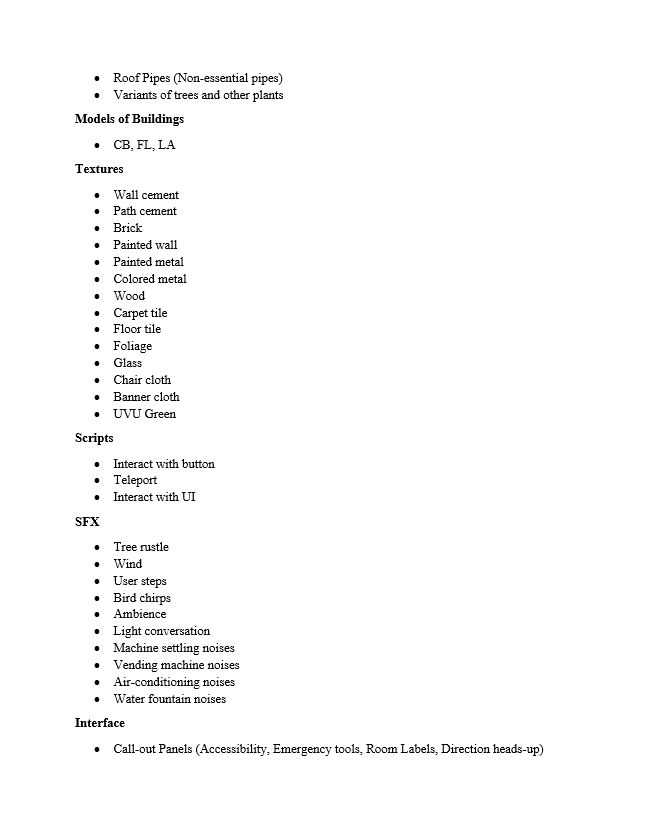 • Roof Pipes (Non-essential pipes)
• Variants of trees and other plants
Models of Buildings
• CB, FL, LA
Textures
• Wall cement
• Path cement
• Brick
• Painted wall
• Painted metal
• Colored metal
• Wood
• Carpet tile
• Floor tile
• Foliage
• Glass
• Chair cloth
• Banner cloth
• UVU Green
Scripts
• Interact with button
• Teleport
• Interact with UI
SFX
• Tree rustle
• Wind
• User steps
• Bird chirps
• Ambience
• Light conversation
• Machine settling noises
• Vending machine noises
• Air-conditioning noises
• Water fountain noises
Interface
• Call-out Panels (Accessibility, Emergency tools, Room Labels, Direction heads-up)